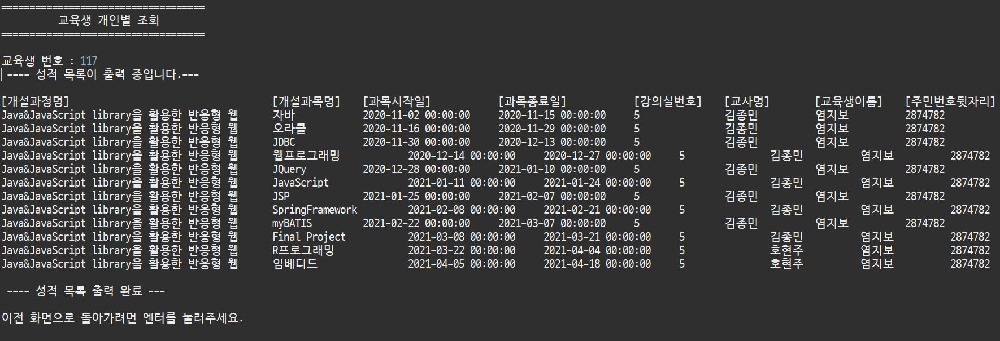 ====================================
교육생 개인별 조회
====================================
교육생 번호 : 117
---- 성적 목록이 출력 중입니다.---
[개설과정명] [개설과목명] [과목시작일] [과목종료일] [강의실번호] [교사명] [교육생이름] [주민번호뒷자리]
Java&JavaScript library을 활용한 반응형 웹 자바 2020-11-02 00:00:00 2020-11-15 00:00:00 5 김종민 염지보 2874782
Java&JavaScript library을 활용한 반응형 웹 오라클 2020-11-16 00:00:00 2020-11-29 00:00:00 5 김종민 염지보 2874782
Java&JavaScript library을 활용한 반응형 웹 JDBC 2020-11-30 00:00:00 2020-12-13 00:00:00 5 김종민 염지보 2874782
Java&JavaScript library을 활용한 반응형 웹 웹프로그래밍 2020-12-14 00:00:00 2020-12-27 00:00:00 5 김종민 염지보 2874782
Java&JavaScript library을 활용한 반응형 웹 JQuery 2020-12-28 00:00:00 2021-01-10 00:00:00 5 김종민 염지보 2874782
Java&JavaScript library을 활용한 반응형 웹 JavaScript 2021-01-11 00:00:00 2021-01-24 00:00:00 5 김종민 염지보 2874782
Java&JavaScript library을 활용한 반응형 웹 JSP 2021-01-25 00:00:00 2021-02-07 00:00:00 5 김종민 염지보 2874782
Java&JavaScript library을 활용한 반응형 웹 SpringFramework 2021-02-08 00:00:00 2021-02-21 00:00:00 5 김종민 염지보 2874782
Java&JavaScript library을 활용한 반응형 웹 myBATIS 2021-02-22 00:00:00 2021-03-07 00:00:00 5 김종민 염지보 2874782
Java&JavaScript library을 활용한 반응형 웹 Final Project 2021-03-08 00:00:00 2021-03-21 00:00:00 5 김종민 염지보 2874782
Java&JavaScript library을 활용한 반응형 웹 R프로그래밍 2021-03-22 00:00:00 2021-04-04 00:00:00 5 호현주 염지보 2874782
Java&JavaScript library을 활용한 반응형 웹 임베디드 2021-04-05 00:00:00 2021-04-18 00:00:00 5 호현주 염지보 2874782
---- 성적 목록 출력 완료 ---
이전 화면으로 돌아가려면 엔터를 눌러주세요.